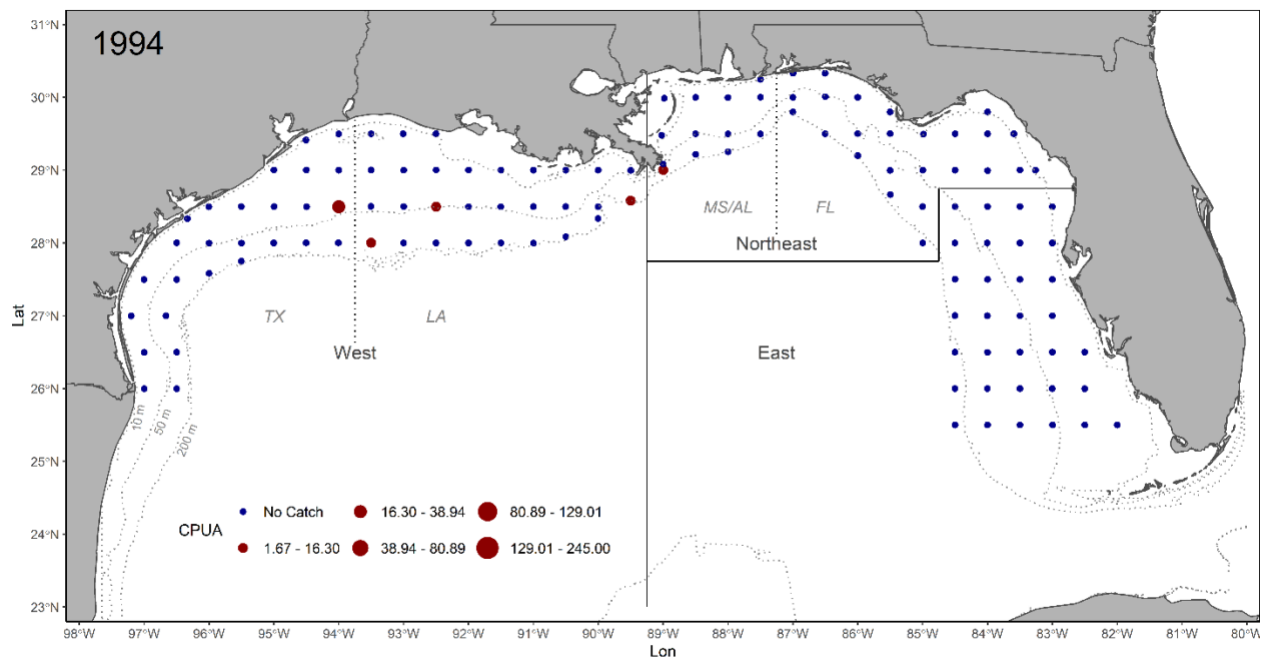 1994
31°N
30°N
29°N
28°N
27°N
26°N
25°N
24°N
23°N
Lat
MS/AL
FL
Northeast
TX
LA
West
East
10 m
50 m
200 m
CPUA
No Catch
16.30 - 38.94
80.89 - 129.01
1.67 - 16.30
38.94 - 80.89
129.01 - 245.00
98°W 97°W 96°W 95°W 94°W 93°W 92°W 91°W 90°W 89°W 88°W 87°W 86°W 85°W 84°W 83°W 82°W 81°W 80°W
Lon